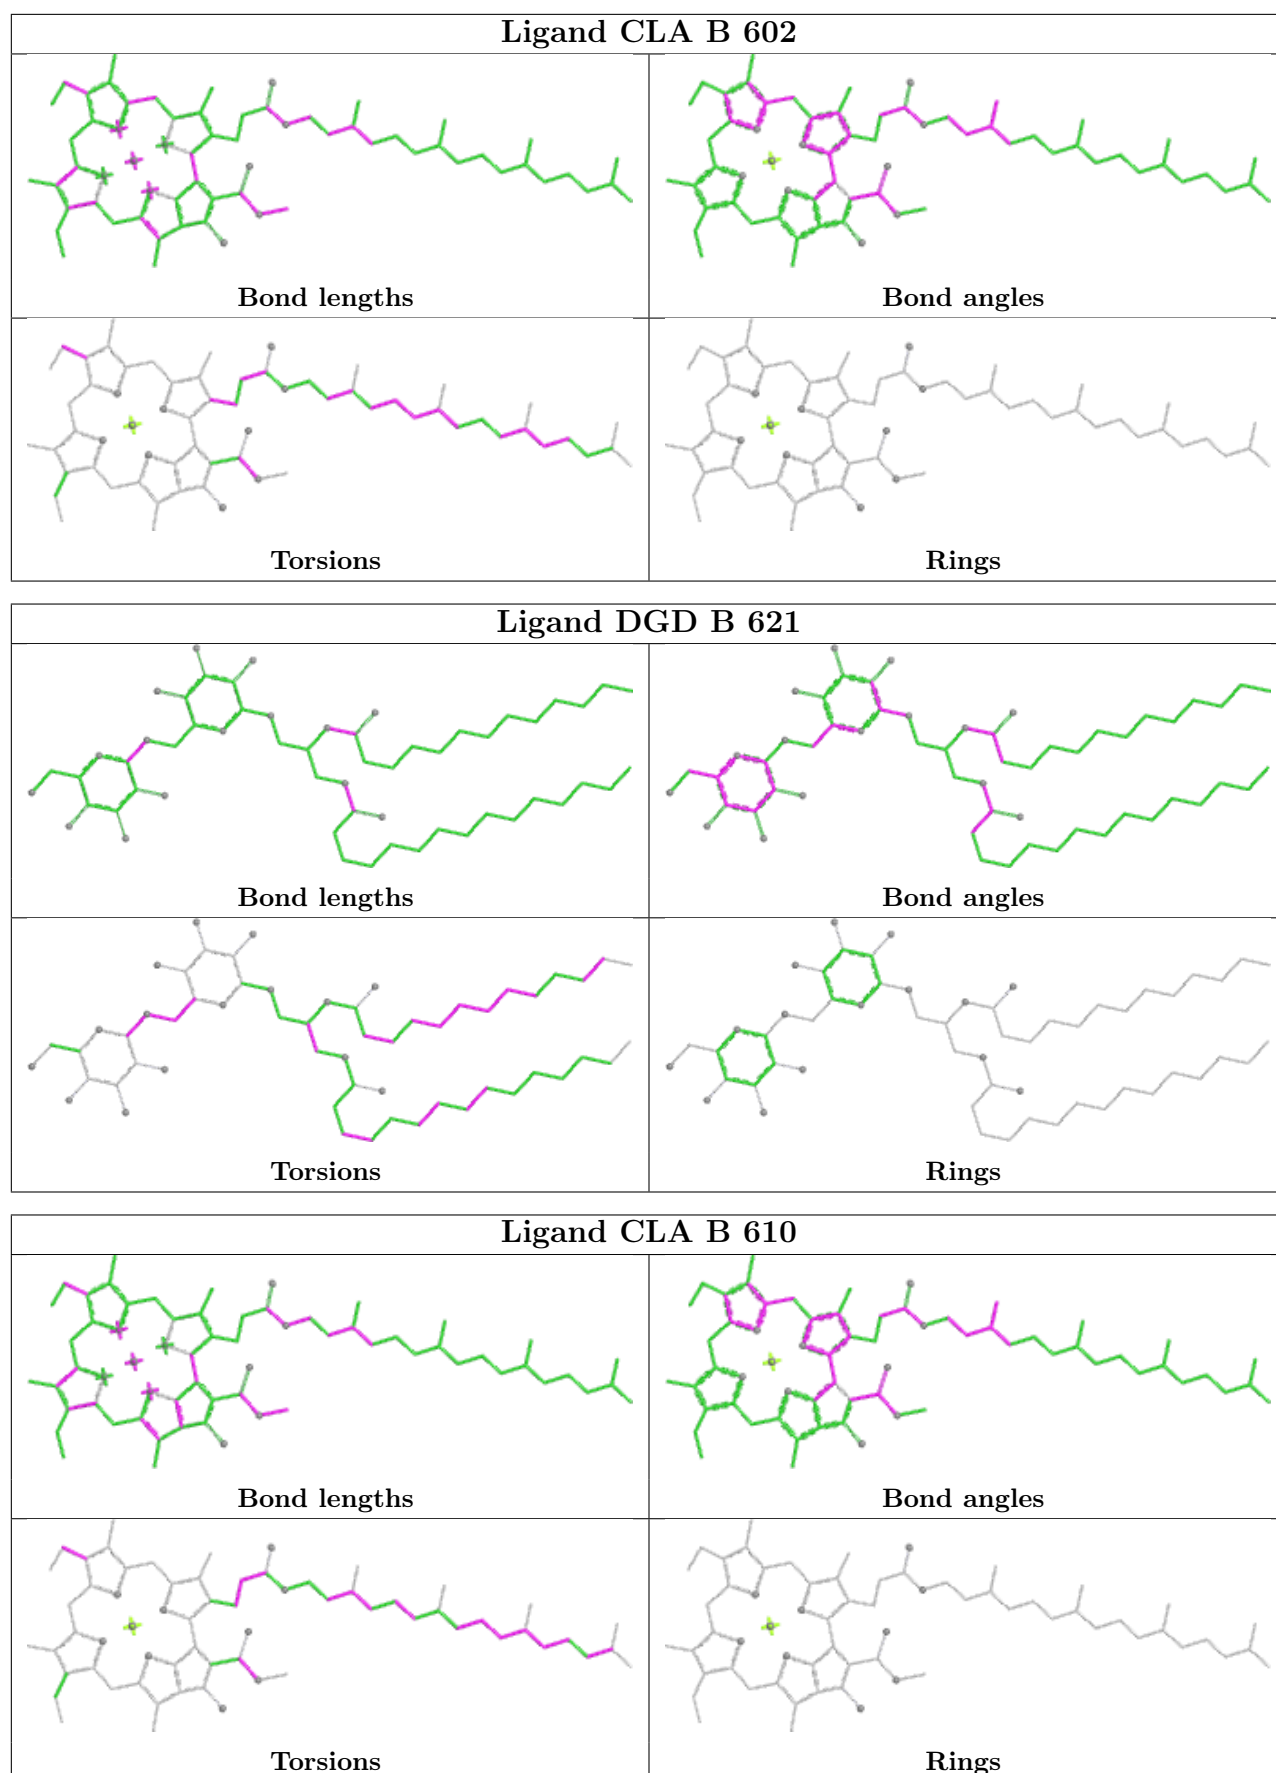 Ligand CLA B 602
Bond lengths
Bond angles
Torsions
Rings
Ligand DGD B 621
Bond lengths
Bond angles
Torsions
Rings
Ligand CLA B 610
Bond lengths
Bond angles
Torsions
Rings